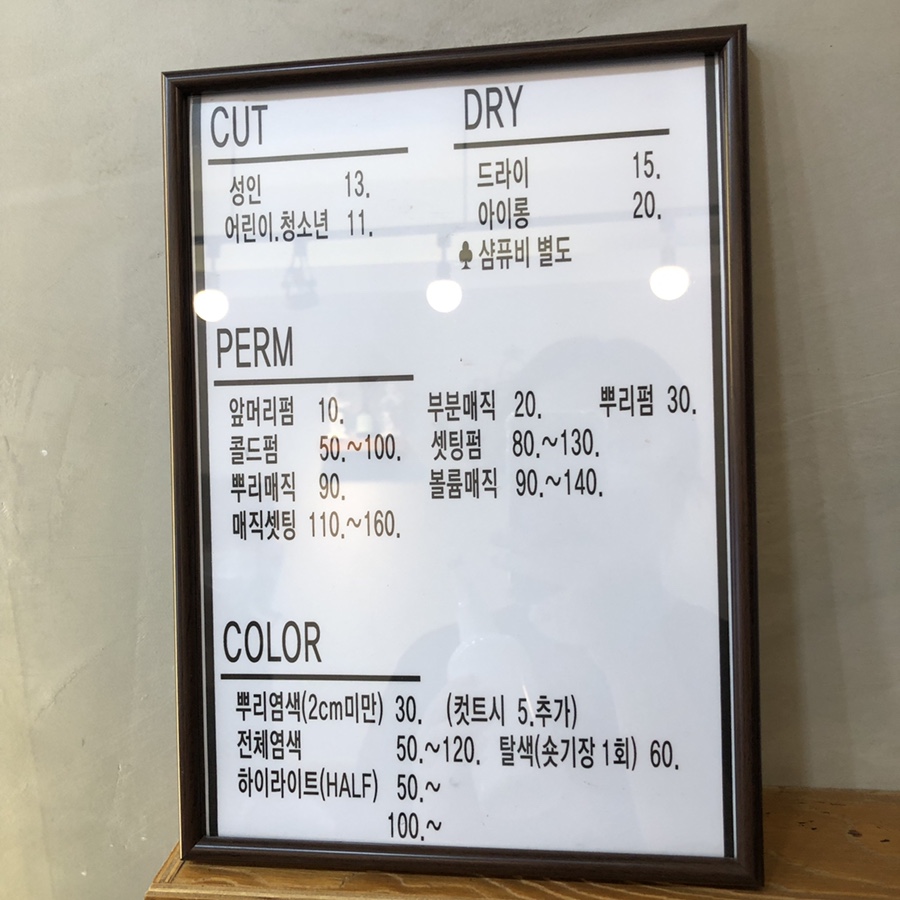 CUT
성인 13.
어린이.청소년 11.
DRY
드라이 15.
아이롱 20.
♣ 샴퓨비 별도
PERM
앞머리펌 10. 부분매직 20. 뿌리펌 30.
콜드펌 50.~100. 셋팅펌 80.~130.
뿌리매직 90. 볼륨매직 90.~140.
매직셋팅 110.~160.
COLOR
뿌리염색(2cm미만) 30. (컷트시 5.추가)
전체염색 50.~120. 탈색(숏기장 1회) 60.
하이라이트(HALF) 50.~
100.~